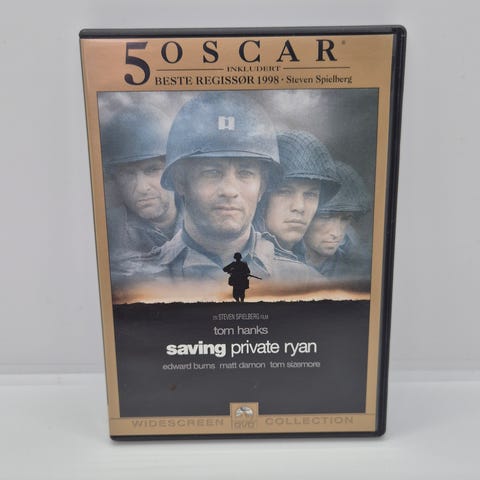 5 OSCAR®
INKLUDERT
BESTE REGISSØR 1998 · Steven Spielberg
EN STEVEN SPIELBERG FILM
tom hanks
saving private ryan
edward burns matt damon tom sizemore
WIDESCREEN DVD COLLECTION